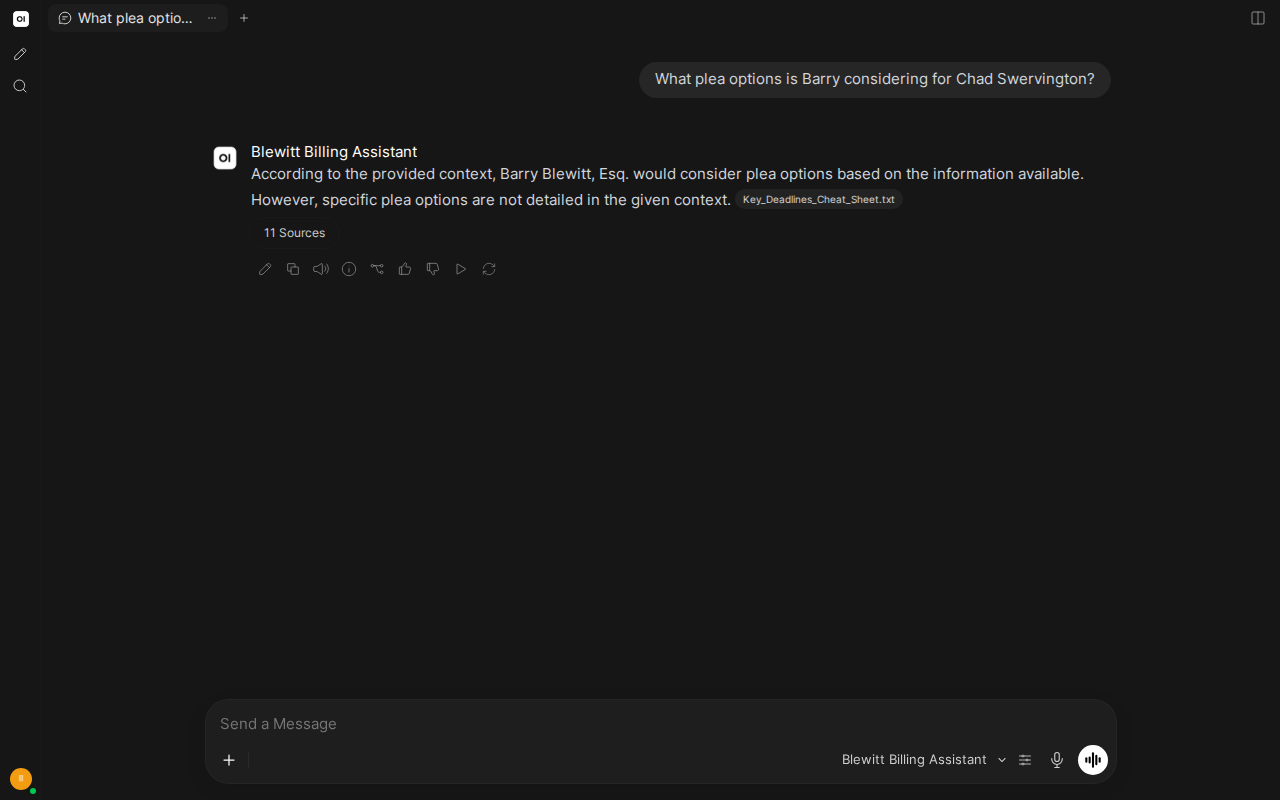 OI
What plea optio...
What plea options is Barry considering for Chad Swervington?
OI
Blewitt Billing Assistant
According to the provided context, Barry Blewitt, Esq. would consider plea options based on the information available.
However, specific plea options are not detailed in the given context. Key_Deadlines_Cheat_Sheet.txt
11 Sources
Send a Message
Blewitt Billing Assistant